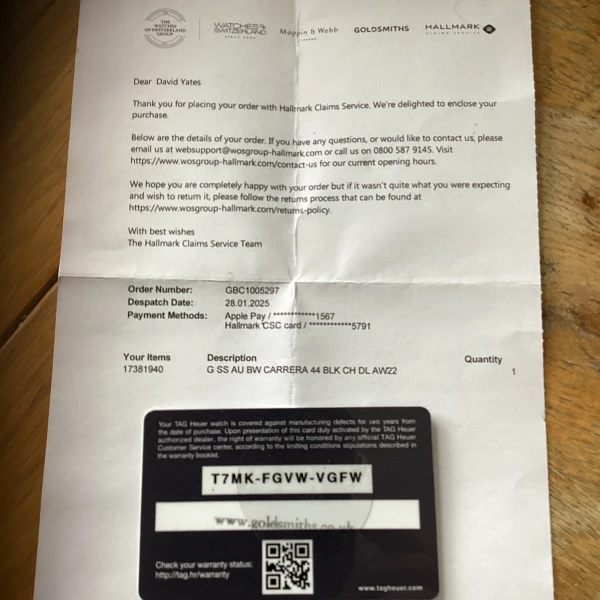 THE
WATCHES
OF SWITZERLAND
GROUP
WATCHES OF
SWITZERLAND
Mappin & Webb
GOLDSMITHS
HALLMARK
Dear David Yates
Thank you for placing your order with Hallmark Claims Service. We're delighted to enclose your
purchase.
Below are the details of your order. If you have any questions, or would like to contact us, please
email us at websupport@wosgroup-hallmark.com or call us on 0800 587 9145. Visit
https://www.wosgroup-hallmark.com/contact-us for our current opening hours.
We hope you are completely happy with your order but if it wasn't quite what you were expecting
and wish to return it, please follow the returns process that can be found at
https://www.wosgroup-hallmark.com/returns-policy.
With best wishes
The Hallmark Claims Service Team
Order Number: GBC1005297
Despatch Date: 28.01.2025
Payment Methods: Apple Pay / ************1567
Hallmark CSC card / ************5791
Your Items Description Quantity
17381940 G SS AU BW CARRERA 44 BLK CH DL AW22 1
Your TAG Heuer watch is covered against manufacturing defects for two years from
the date of purchase. Upon presentation of this card duly activated by the TAG Heuer
authorized dealer, the right of warranty will be honored by any official TAG Heuer
Customer Service center, according to the limiting conditions stipulations described in
the warranty booklet.
T7MK-FGVW-VGFW
www.goldsmiths.co.uk
Check your warranty status:
http://tag.hr/warranty
www.tagheuer.com